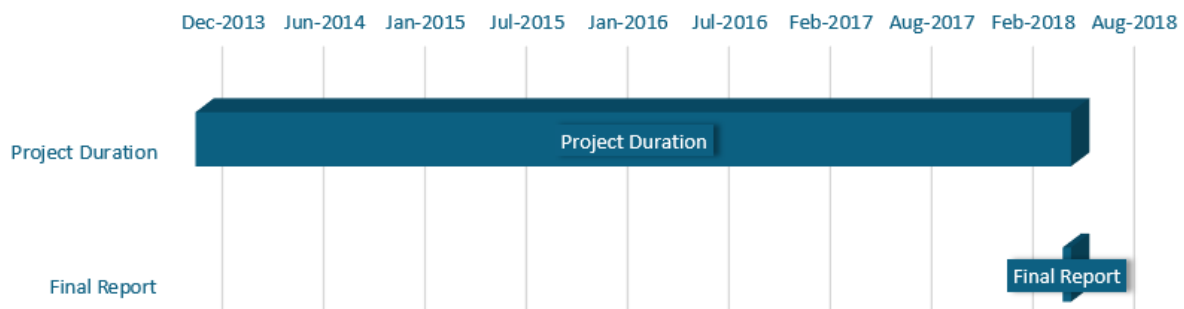 Dec-2013 Jun-2014 Jan-2015 Jul-2015 Jan-2016 Jul-2016 Feb-2017 Aug-2017 Feb-2018 Aug-2018
Project Duration Project Duration
Final Report Final Report